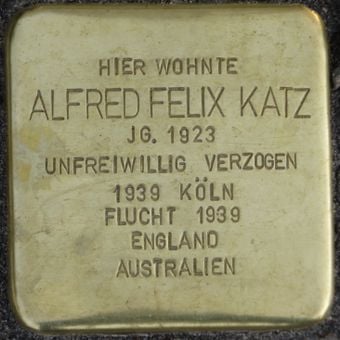 HIER WOHNTE
ALFRED FELIX KATZ
JG. 1923
UNFREIWILLIG VERZOGEN
1939 KÖLN
FLUCHT 1939
ENGLAND
AUSTRALIEN